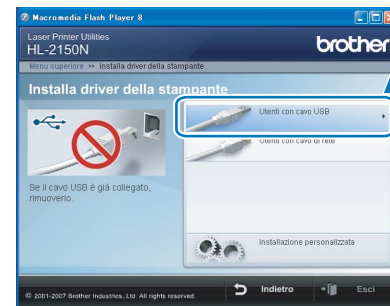 Macromedia Flash Player 8
Laser Printer Utilities
HL-2150N
brother
Menu superiore >> Installa driver della stampante
Installa driver della stampante
Utenti con cavo USB
Utenti con cavo di rete
Se il cavo USB è già collegato,
rimuoverlo.
Installazione personalizzata
© 2001-2007 Brother Industries, Ltd. All rights reserved.
Indietro
Esci